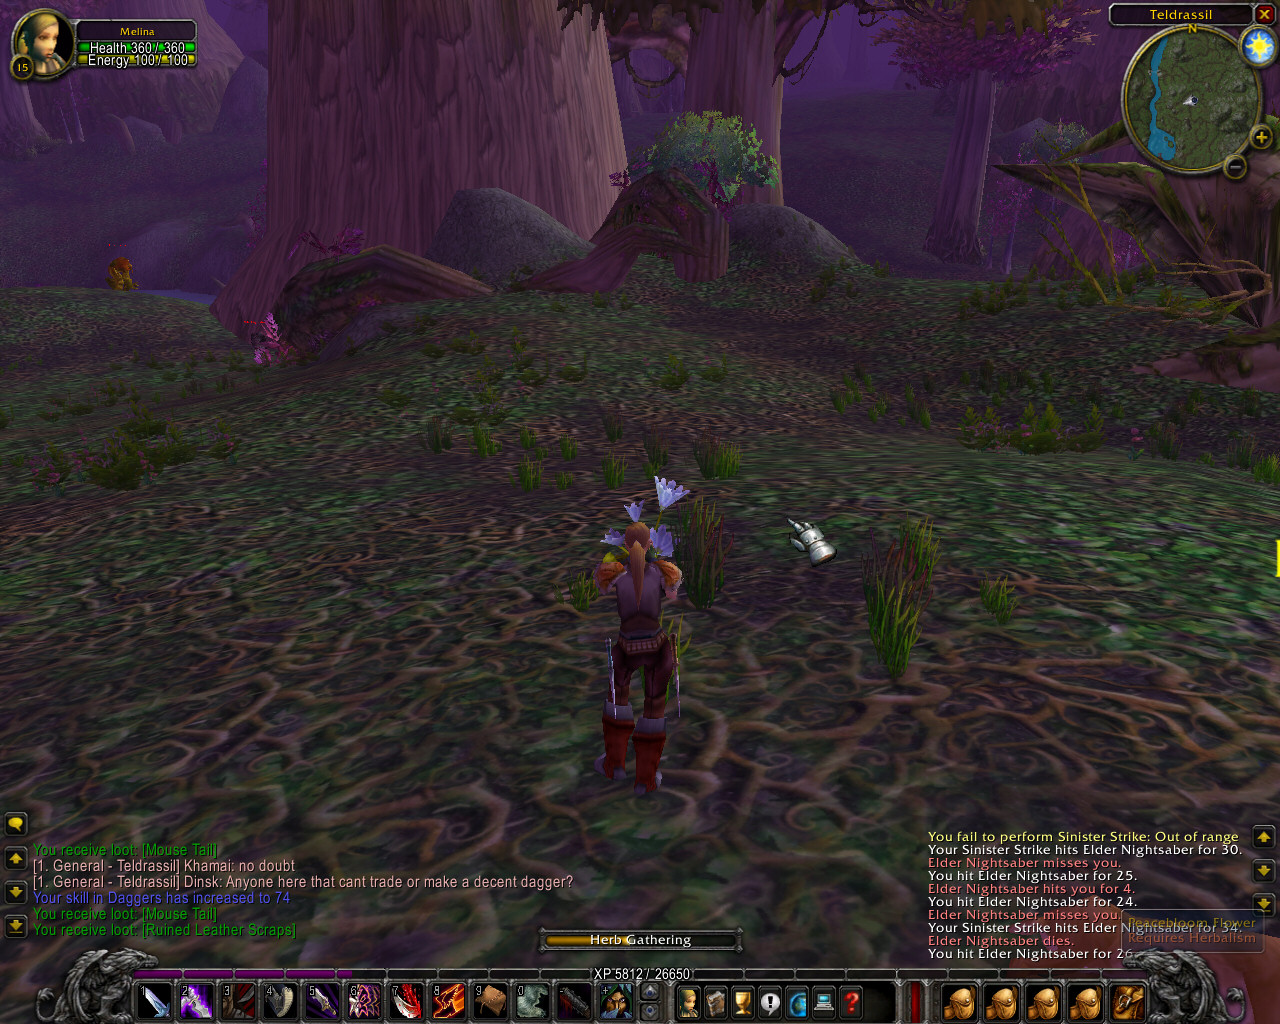 Melina
Health 360 / 360
Energy 100 / 100
15
Teldrassil
N
You receive loot: [Mouse Tail]
[1. General - Teldrassil] Khamai: no doubt
[1. General - Teldrassil] Dinsk: Anyone here that cant trade or make a decent dagger?
Your skill in Daggers has increased to 74
You receive loot: [Mouse Tail]
You receive loot: [Ruined Leather Scraps]
You fail to perform Sinister Strike: Out of range
Your Sinister Strike hits Elder Nightsaber for 30.
Elder Nightsaber misses you.
You hit Elder Nightsaber for 25.
Elder Nightsaber hits you for 4.
You hit Elder Nightsaber for 24.
Elder Nightsaber misses you.
Your Sinister Strike hits Elder Nightsaber for 34.
Elder Nightsaber dies.
You hit Elder Nightsaber for 26
Peacebloom Flower
Requires Herbalism
Herb Gathering
XP 5812 / 26650
1 2 3 4 5 6 7 8 9 0 - +